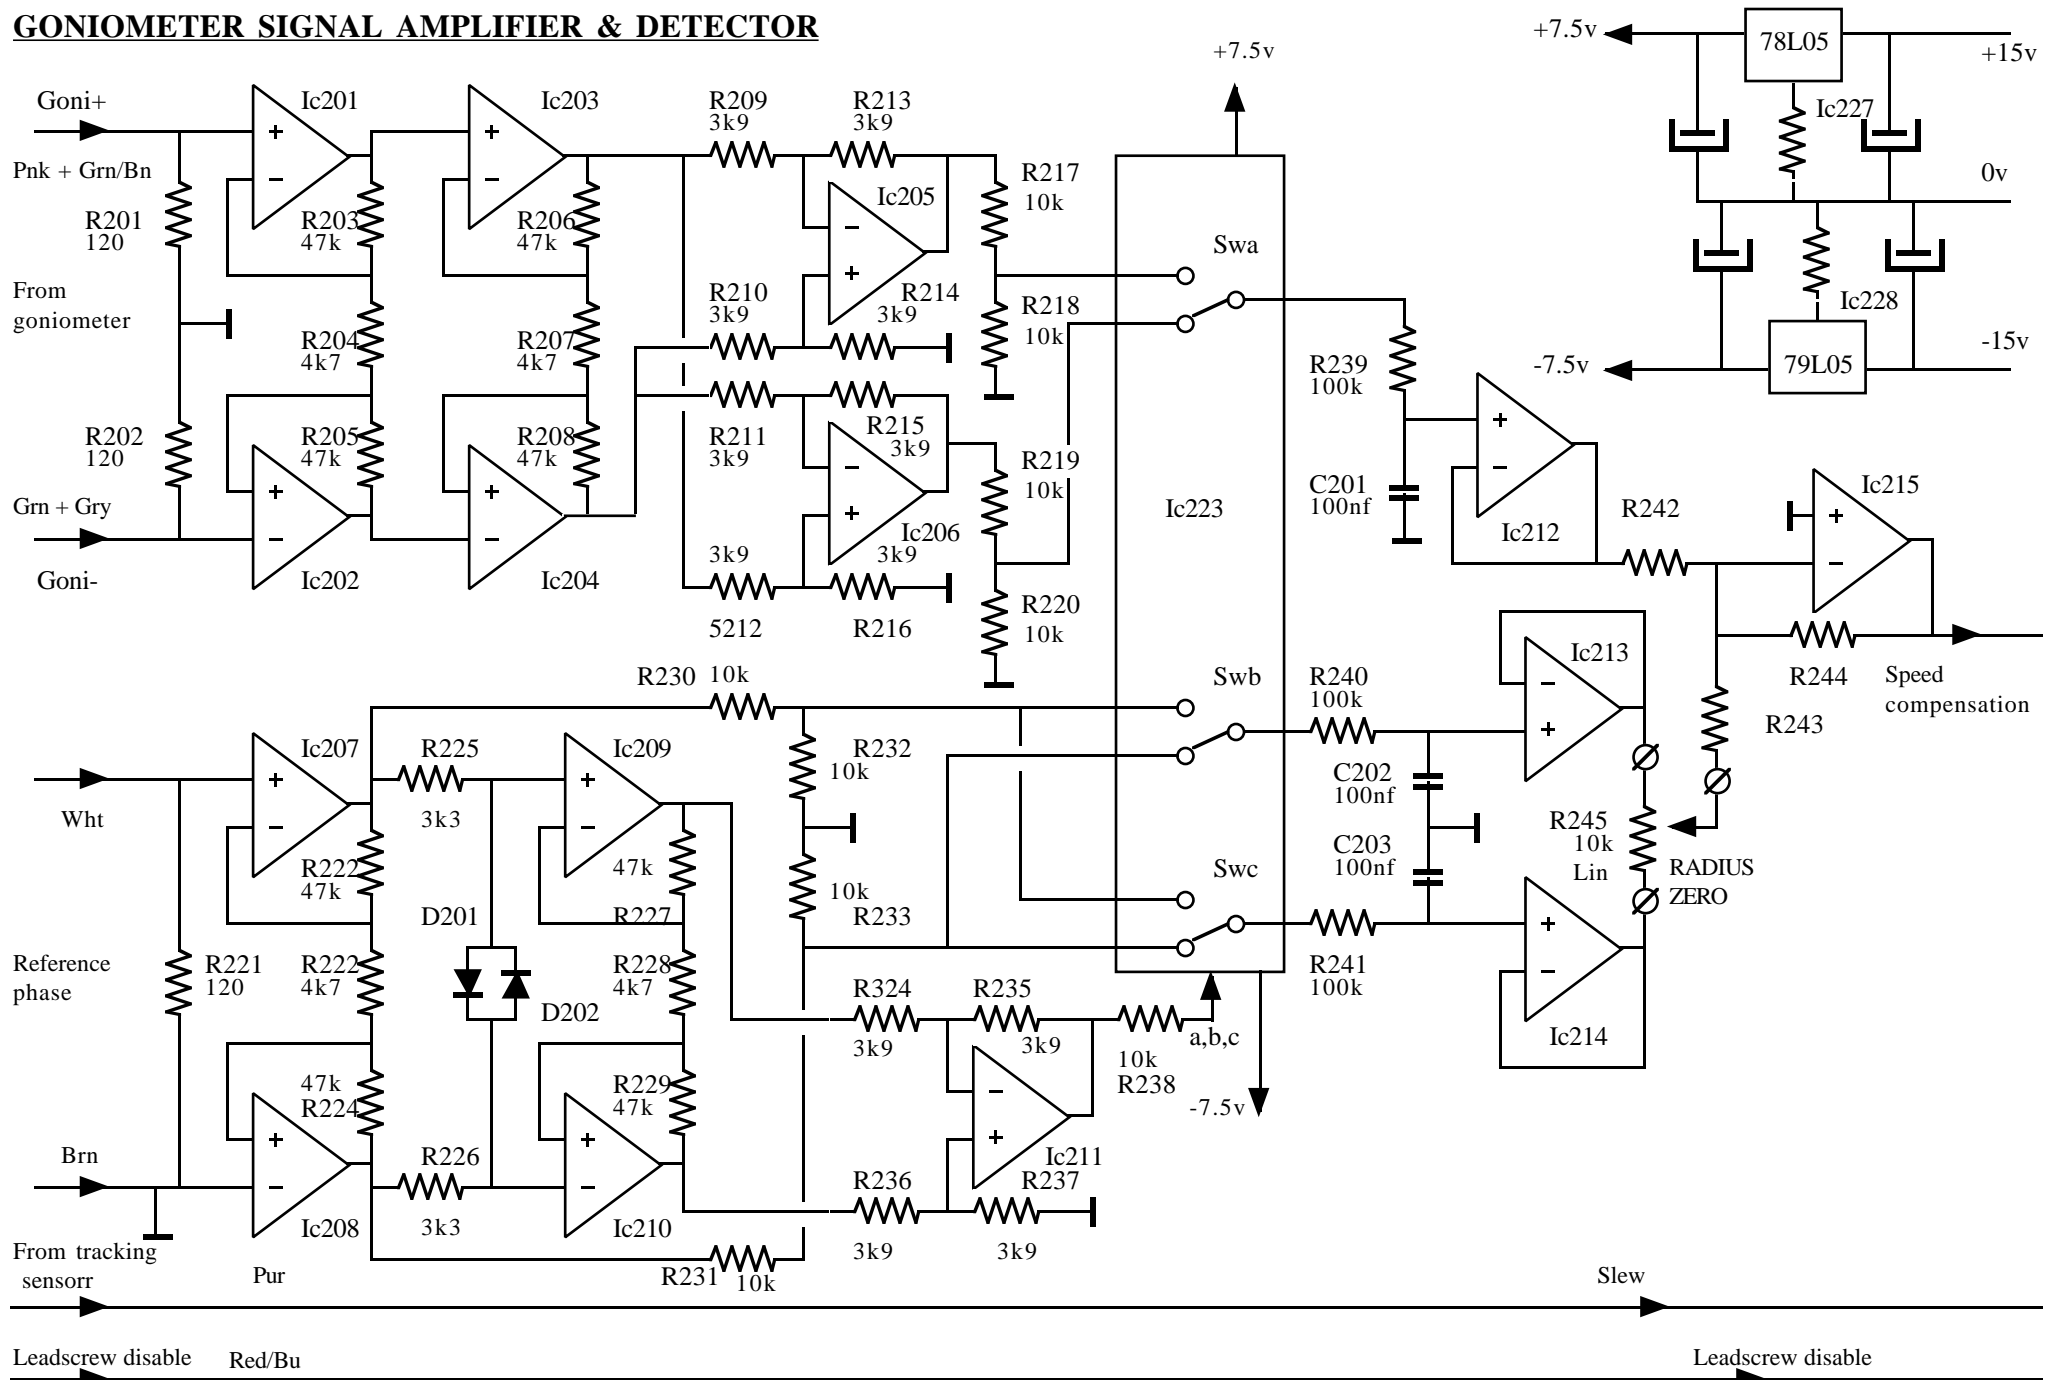 GONIOMETER SIGNAL AMPLIFIER & DETECTOR
Goni+
Pnk + Grn/Bn
R201
120
From
goniometer
R202
120
Grn + Gry
Goni-
Ic201
R203
47k
R204
4k7
R205
47k
Ic202
Ic203
R206
47k
R207
4k7
R208
47k
Ic204
R209
3k9
R213
3k9
Ic205
R210
3k9
R214
3k9
R211
3k9
R215
3k9
Ic206
3k9
3k9
5212
R216
R217
10k
R218
10k
R219
10k
R220
10k
+7.5v
Swa
Ic223
Swb
Swc
a,b,c
-7.5v
+7.5v
78L05
+15v
Ic227
0v
Ic228
-7.5v
79L05
-15v
R239
100k
C201
100nf
Ic212
R242
Ic215
R244
Speed
compensation
R243
R240
100k
Ic213
C202
100nf
C203
100nf
R245
10k
Lin
RADIUS
ZERO
R241
100k
Ic214
R230 10k
Wht
Ic207
R225
3k3
Ic209
R232
10k
R222
47k
47k
10k
R233
D201
R227
Reference
phase
R221
120
R222
4k7
D202
R228
4k7
R324
3k9
R235
3k9
10k
R238
47k
R224
R229
47k
Brn
R226
3k3
Ic208
Ic210
R236
3k9
Ic211
R237
3k9
From tracking
sensorr
Pur
R231 10k
Slew
Leadscrew disable Red/Bu
Leadscrew disable